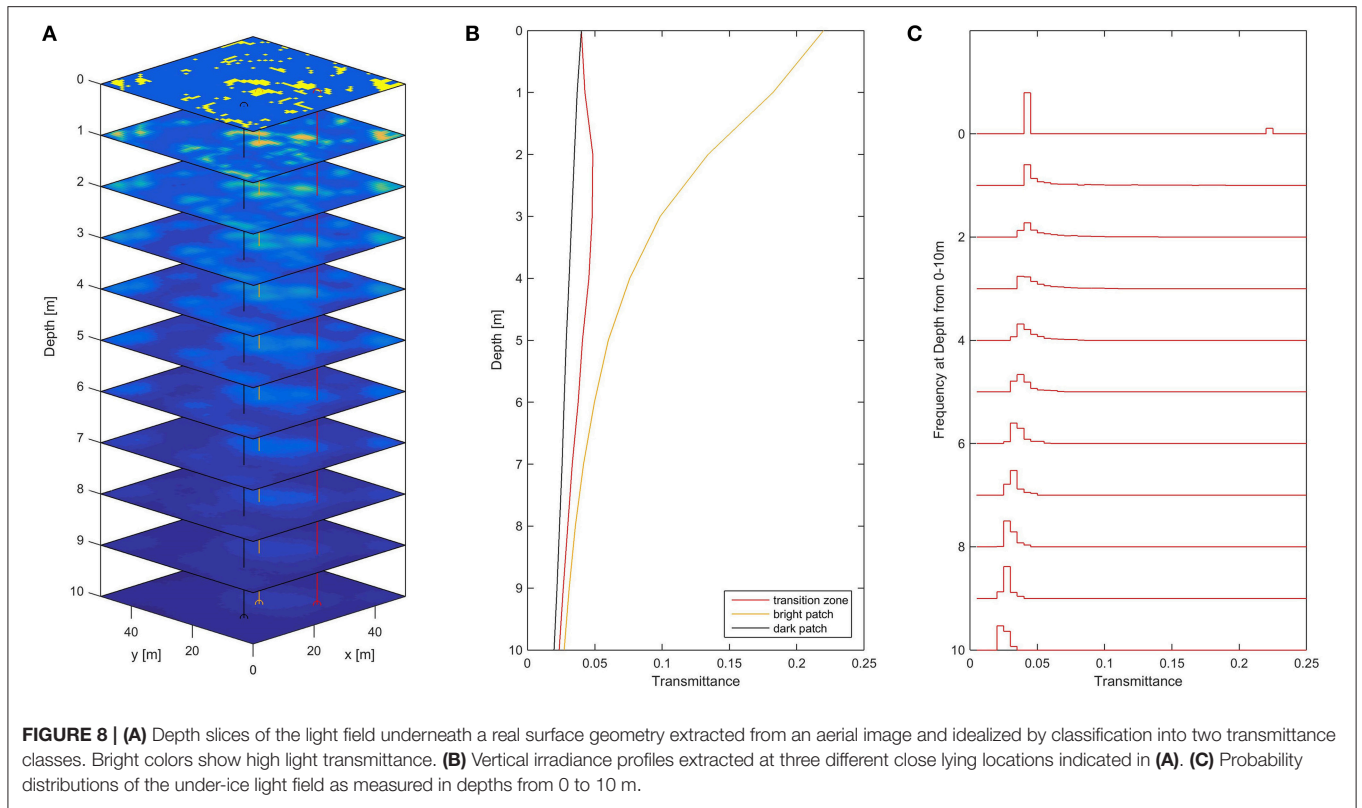 A
0
1
2
3
4
5
6
7
8
9
10
Depth [m]
40
20
0
20
40
y [m]
x [m]
B
0
1
2
3
4
5
6
7
8
9
10
Depth [m]
0
0.05
0.1
0.15
0.2
0.25
Transmittance
transition zone
bright patch
dark patch
C
0
2
4
6
8
10
Frequency at Depth from 0-10m
0
0.05
0.1
0.15
0.2
0.25
Transmittance
FIGURE 8 | (A) Depth slices of the light field underneath a real surface geometry extracted from an aerial image and idealized by classification into two transmittance
classes. Bright colors show high light transmittance. (B) Vertical irradiance profiles extracted at three different close lying locations indicated in (A). (C) Probability
distributions of the under-ice light field as measured in depths from 0 to 10 m.